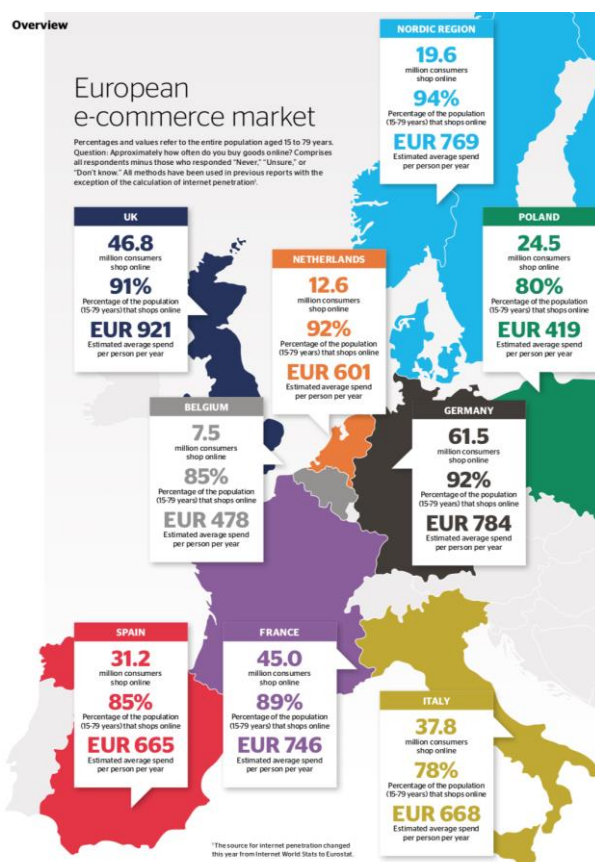 Overview
European
e-commerce market
Percentages and values refer to the entire population aged 15 to 79 years.
Question: Approximately how often do you buy goods online? Comprises
all respondents minus those who responded “Never,” “Unsure,” or
“Don’t know.” All methods have been used in previous reports with the
exception of the calculation of internet penetration¹.
NORDIC REGION
19.6
million consumers
shop online
94%
Percentage of the population
(15-79 years) that shops online
EUR 769
Estimated average spend
per person per year
UK
46.8
million consumers
shop online
91%
Percentage of the population
(15-79 years) that shops online
EUR 921
Estimated average spend
per person per year
NETHERLANDS
12.6
million consumers
shop online
92%
Percentage of the population
(15-79 years) that shops online
EUR 601
Estimated average spend
per person per year
POLAND
24.5
million consumers
shop online
80%
Percentage of the population
(15-79 years) that shops online
EUR 419
Estimated average spend
per person per year
BELGIUM
7.5
million consumers
shop online
85%
Percentage of the population
(15-79 years) that shops online
EUR 478
Estimated average spend
per person per year
GERMANY
61.5
million consumers
shop online
92%
Percentage of the population
(15-79 years) that shops online
EUR 784
Estimated average spend
per person per year
SPAIN
31.2
million consumers
shop online
85%
Percentage of the population
(15-79 years) that shops online
EUR 665
Estimated average spend
per person per year
FRANCE
45.0
million consumers
shop online
89%
Percentage of the population
(15-79 years) that shops online
EUR 746
Estimated average spend
per person per year
ITALY
37.8
million consumers
shop online
78%
Percentage of the population
(15-79 years) that shops online
EUR 668
Estimated average spend
per person per year
¹The source for internet penetration changed
this year from Internet World Stats to Eurostat.